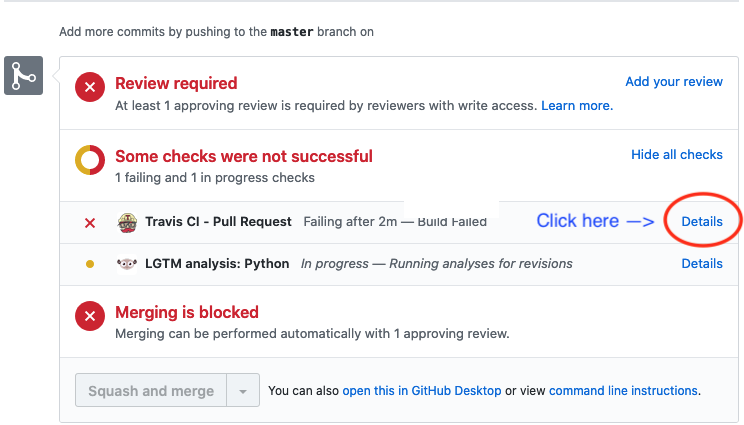 Add more commits by pushing to the master branch on
Review required
Add your review
At least 1 approving review is required by reviewers with write access. Learn more.
Some checks were not successful
Hide all checks
1 failing and 1 in progress checks
Travis CI - Pull Request Failing after 2m — Build Failed Click here —> Details
LGTM analysis: Python In progress — Running analyses for revisions Details
Merging is blocked
Merging can be performed automatically with 1 approving review.
Squash and merge You can also open this in GitHub Desktop or view command line instructions.